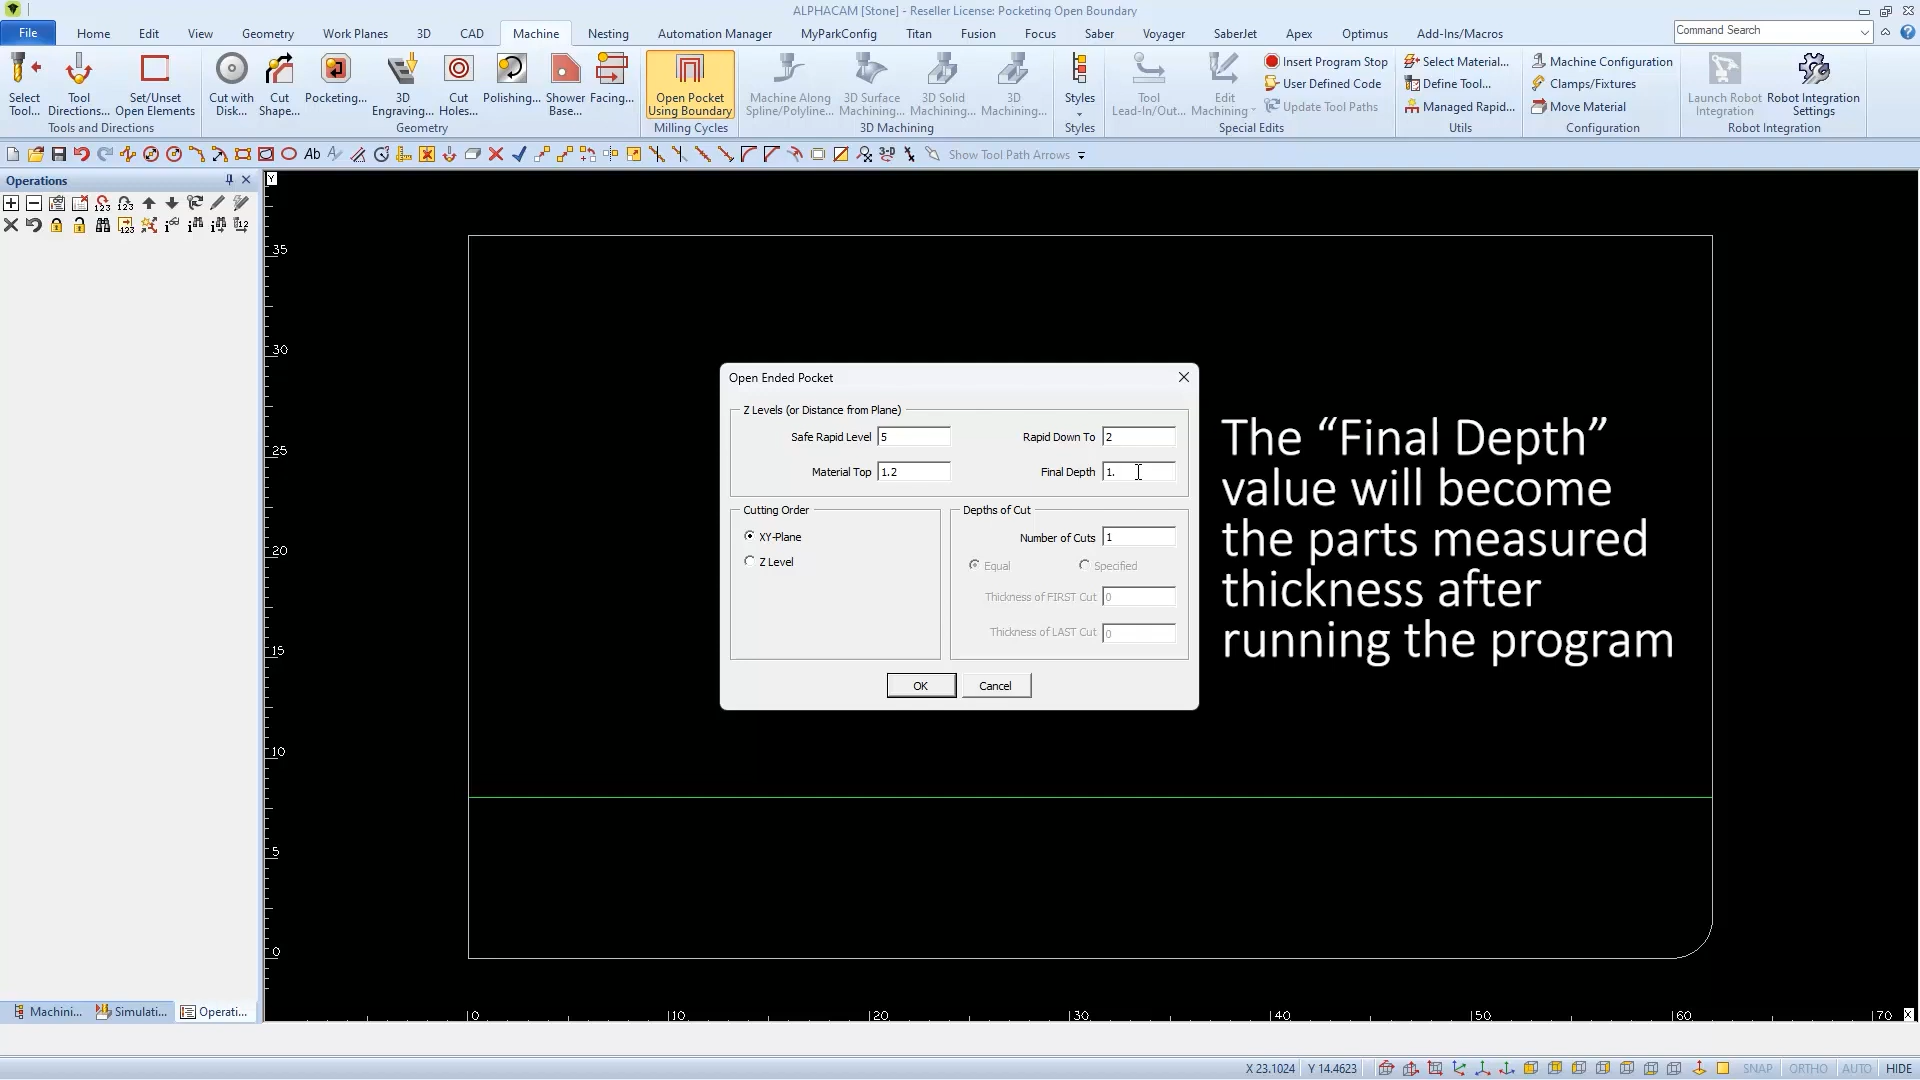 ALPHACAM [Stone] - Reseller License: Pocketing Open Boundary
File Home Edit View Geometry Work Planes 3D CAD Machine Nesting Automation Manager MyParkConfig Titan Fusion Focus Saber Voyager SaberJet Apex Optimus Add-Ins/Macros Command Search
Select Tool... Tool Directions... Set/Unset Open Elements
Tools and Directions
Cut with Disk... Cut Shape... Pocketing... 3D Engraving... Cut Holes... Polishing... Shower Base... Facing...
Geometry
Open Pocket Using Boundary
Milling Cycles
Machine Along Spline/Polyline... 3D Surface Machining... 3D Solid Machining... 3D Machining...
3D Machining
Styles
Styles
Tool Lead-In/Out... Edit Machining Insert Program Stop
User Defined Code
Update Tool Paths
Special Edits
Select Material...
Define Tool...
Managed Rapid...
Utils
Machine Configuration
Clamps/Fixtures
Move Material
Configuration
Launch Robot Integration Robot Integration Settings
Robot Integration
Ab 3-D Show Tool Path Arrows
Operations
123 123
123 12
Y
35
30
25
20
15
10
5
0
0 10 20 30 40 50 60 70 X
Open Ended Pocket
Z Levels (or Distance from Plane)
Safe Rapid Level 5 Rapid Down To 2
Material Top 1.2 Final Depth 1.
Cutting Order
XY-Plane
Z Level
Depths of Cut
Number of Cuts 1
Equal Specified
Thickness of FIRST Cut 0
Thickness of LAST Cut 0
OK Cancel
The “Final Depth”
value will become
the parts measured
thickness after
running the program
Machini... Simulati... Operati...
X 23.1024 Y 14.4623 SNAP ORTHO AUTO HIDE